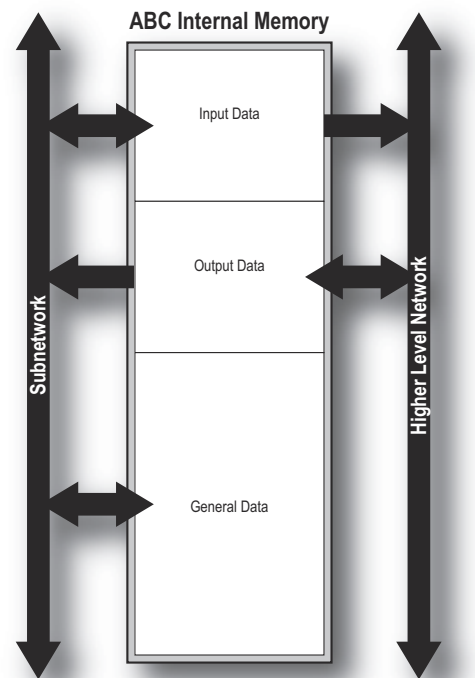 ABC Internal Memory
Input Data
Output Data
Subnetwork
Higher Level Network
General Data